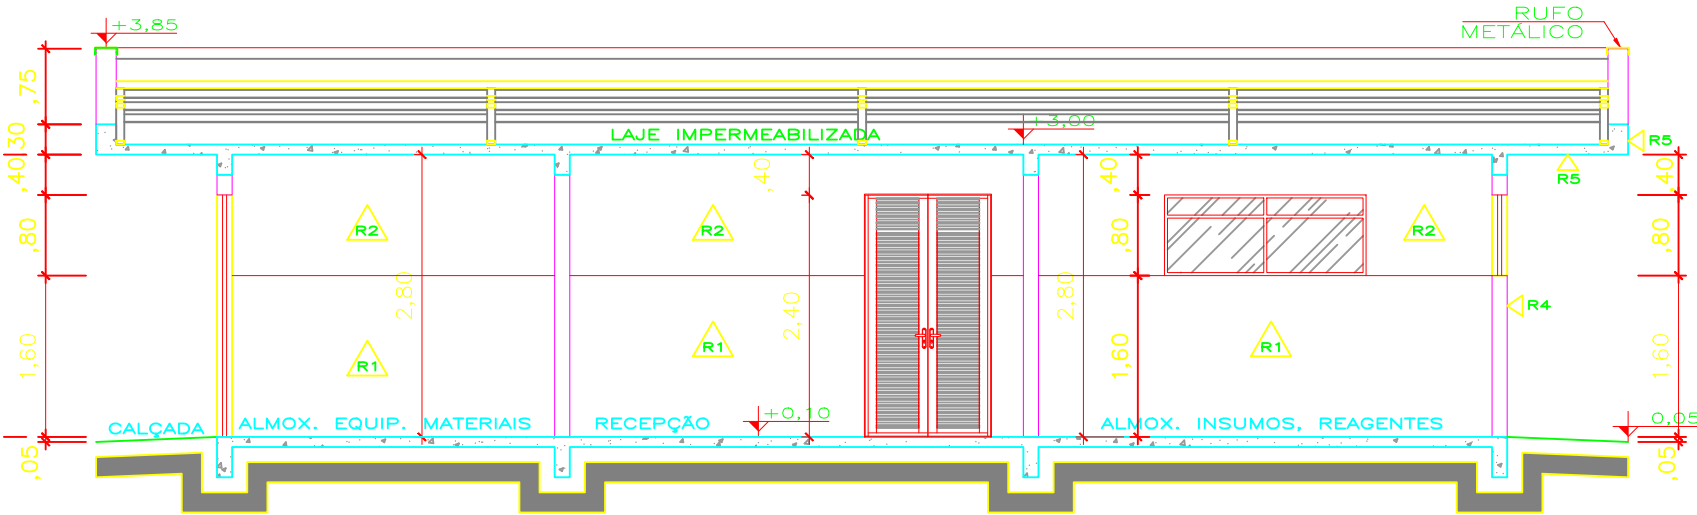 +3,85
RUFO
METÁLICO
,75
+3,00
LAJE IMPERMEABILIZADA
,30
R5
,40
,40
,40
,40
R5
R2
R2
R2
,80
,80
,80
2,80
2,40
2,80
R4
1,60
R1
R1
1,60
R1
1,60
+0,10
0,05
CALÇADA
ALMOX. EQUIP. MATERIAIS
RECEPÇÃO
ALMOX. INSUMOS, REAGENTES
,05
,05